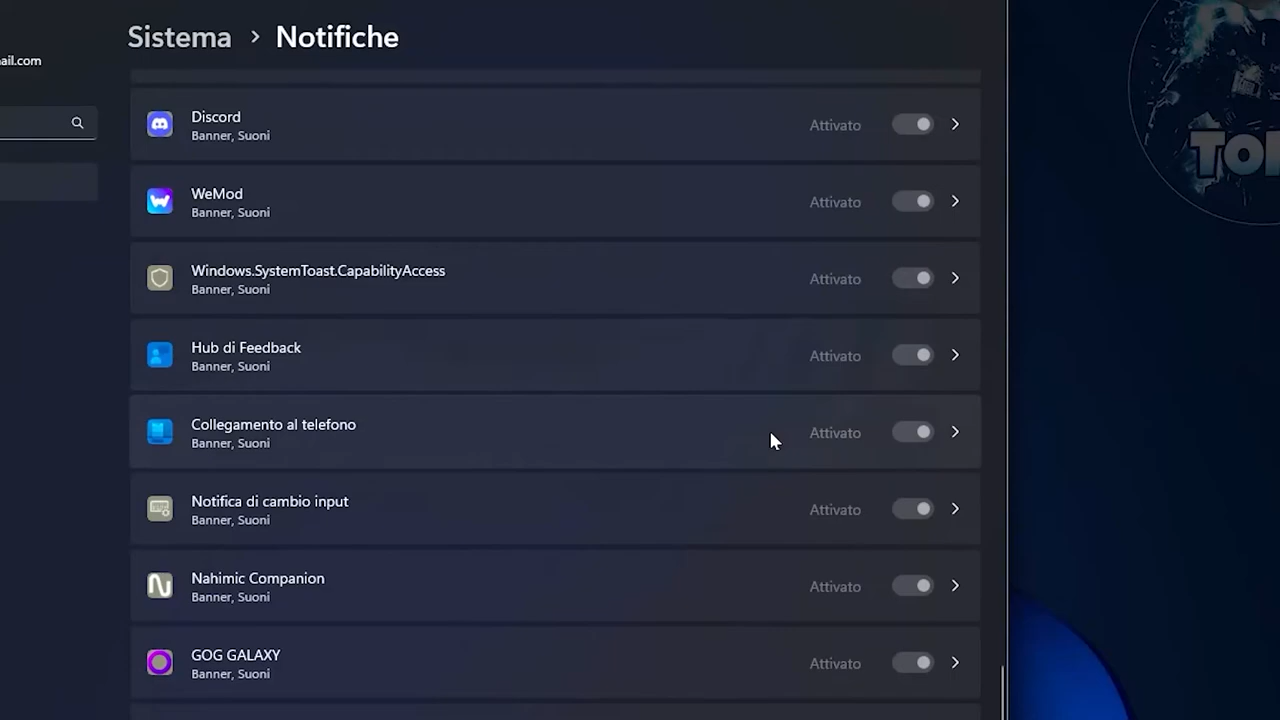 Sistema > Notifiche
ail.com
Discord
Banner, Suoni
Attivato
WeMod
Banner, Suoni
Attivato
Windows.SystemToast.CapabilityAccess
Banner, Suoni
Attivato
Hub di Feedback
Banner, Suoni
Attivato
Collegamento al telefono
Banner, Suoni
Attivato
Notifica di cambio input
Banner, Suoni
Attivato
Nahimic Companion
Banner, Suoni
Attivato
GOG GALAXY
Banner, Suoni
Attivato